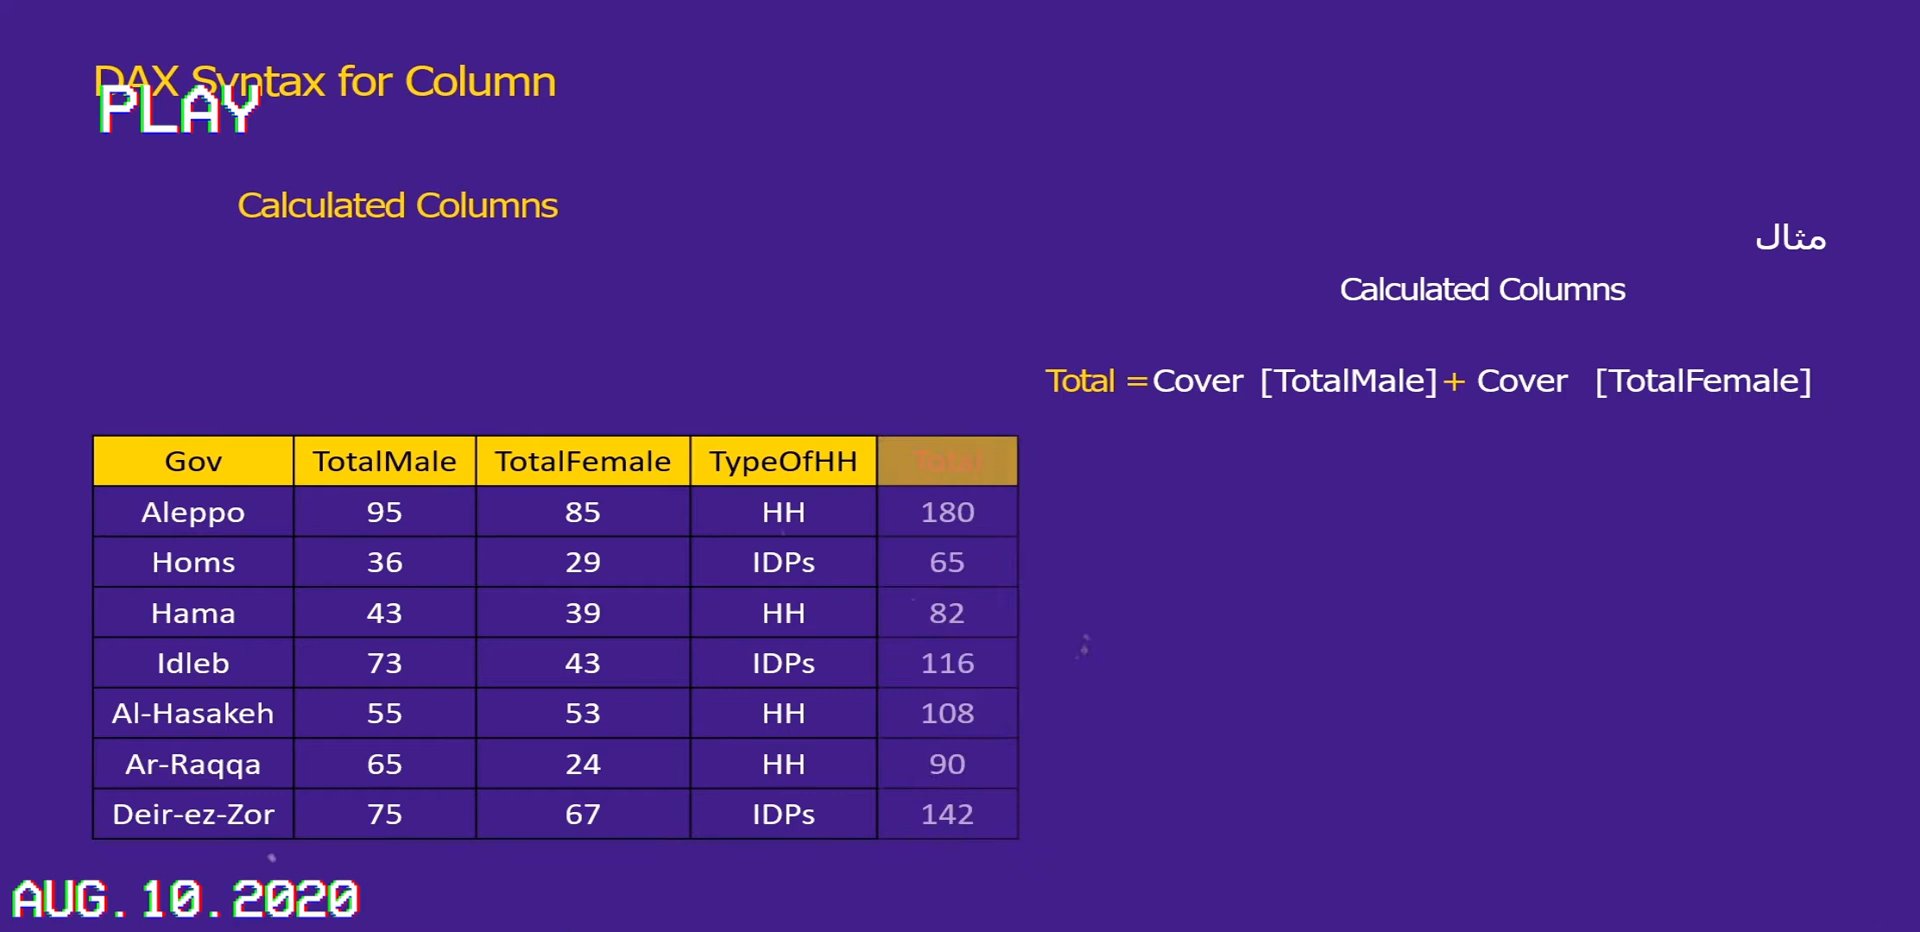 DAX Syntax for Column
PLAY
Calculated Columns
مثال
Calculated Columns
Total =Cover [TotalMale]+ Cover [TotalFemale]
Gov TotalMale TotalFemale TypeOfHH Total
Aleppo 95 85 HH 180
Homs 36 29 IDPs 65
Hama 43 39 HH 82
Idleb 73 43 IDPs 116
Al-Hasakeh 55 53 HH 108
Ar-Raqqa 65 24 HH 90
Deir-ez-Zor 75 67 IDPs 142
AUG.10.2020